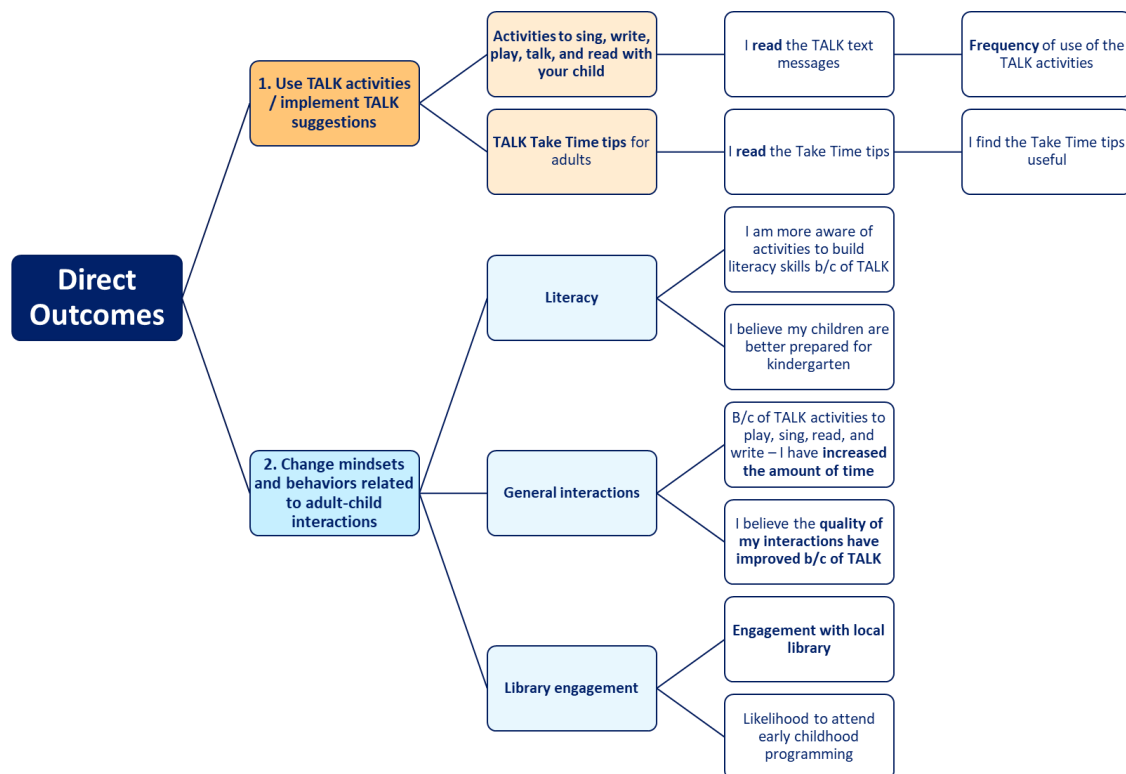 Direct
Outcomes
1. Use TALK activities
/ implement TALK
suggestions
Activities to sing, write,
play, talk, and read with
your child
I read the TALK text
messages
Frequency of use of the
TALK activities
TALK Take Time tips for
adults
I read the Take Time tips
I find the Take Time tips
useful
2. Change mindsets
and behaviors related
to adult-child
interactions
Literacy
I am more aware of
activities to build
literacy skills b/c of TALK
I believe my children are
better prepared for
kindergarten
General interactions
B/c of TALK activities to
play, sing, read, and
write – I have increased
the amount of time
I believe the quality of
my interactions have
improved b/c of TALK
Library engagement
Engagement with local
library
Likelihood to attend
early childhood
programming